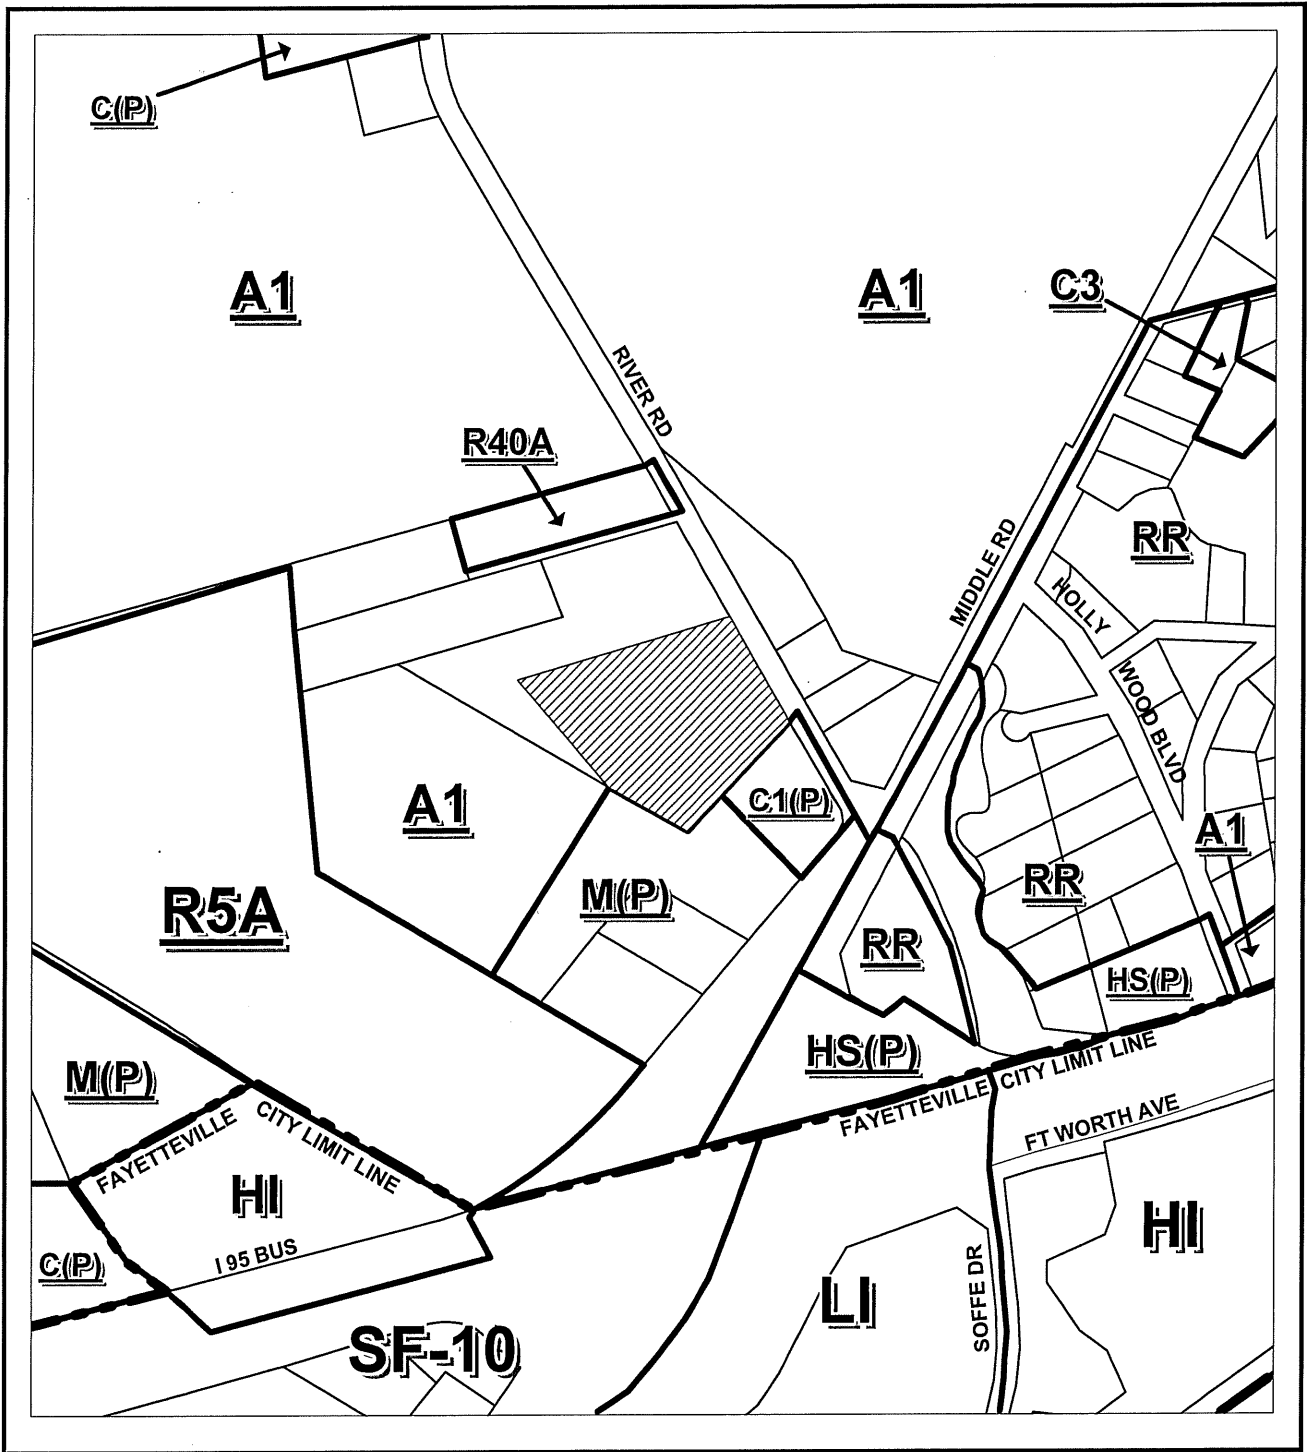 C(P)
A1
A1
C3
RIVER RD
R40A
MIDDLE RD
RR
HOLLY
WOOD BLVD
A1
C1(P)
A1
RR
M(P)
R5A
RR
HS(P)
HS(P)
M(P)
FAYETTEVILLE
CITY LIMIT LINE
FAYETTEVILLE
CITY LIMIT LINE
FT WORTH AVE
HI
HI
I 95 BUS
C(P)
LI
SOFFE DR
SF-10